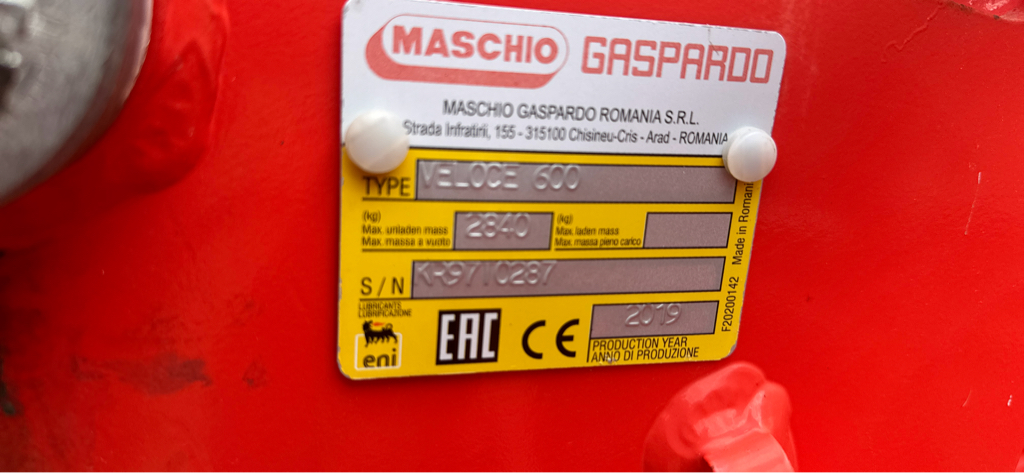 MASCHIO GASPARDO
MASCHIO GASPARDO ROMANIA S.R.L.
Strada Infratirii, 155 - 315100 Chisineu-Cris - Arad - ROMANIA
TYPE VELOCE 600
(kg)
Max. unladen mass
Max. massa a vuoto
2840
(kg)
Max. laden mass
Max. massa pieno carico
S/N KR9710287
LUBRICANTS
LUBRIFICAZIONE
eni
EAC CE
2019
PRODUCTION YEAR
ANNO DI PRODUZIONE
F20200142 Made in Romania